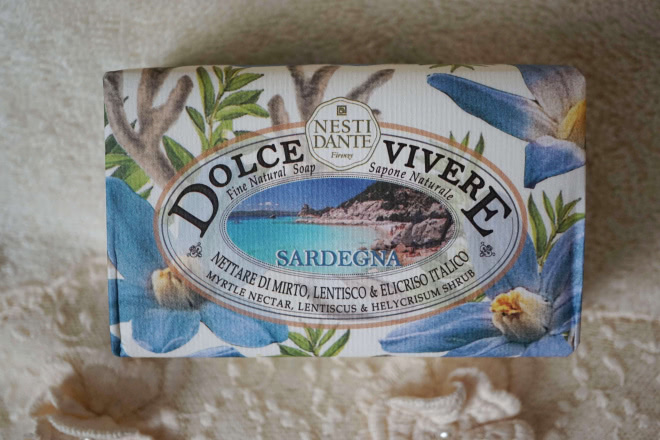 NESTI
DANTE
Firenze
DOLCE VIVERE
Fine Natural Soap Sapone Naturale
SARDEGNA
NETTARE DI MIRTO, LENTISCO & ELICRISO ITALICO
MYRTLE NECTAR, LENTISCUS & HELYCRISUM SHRUB